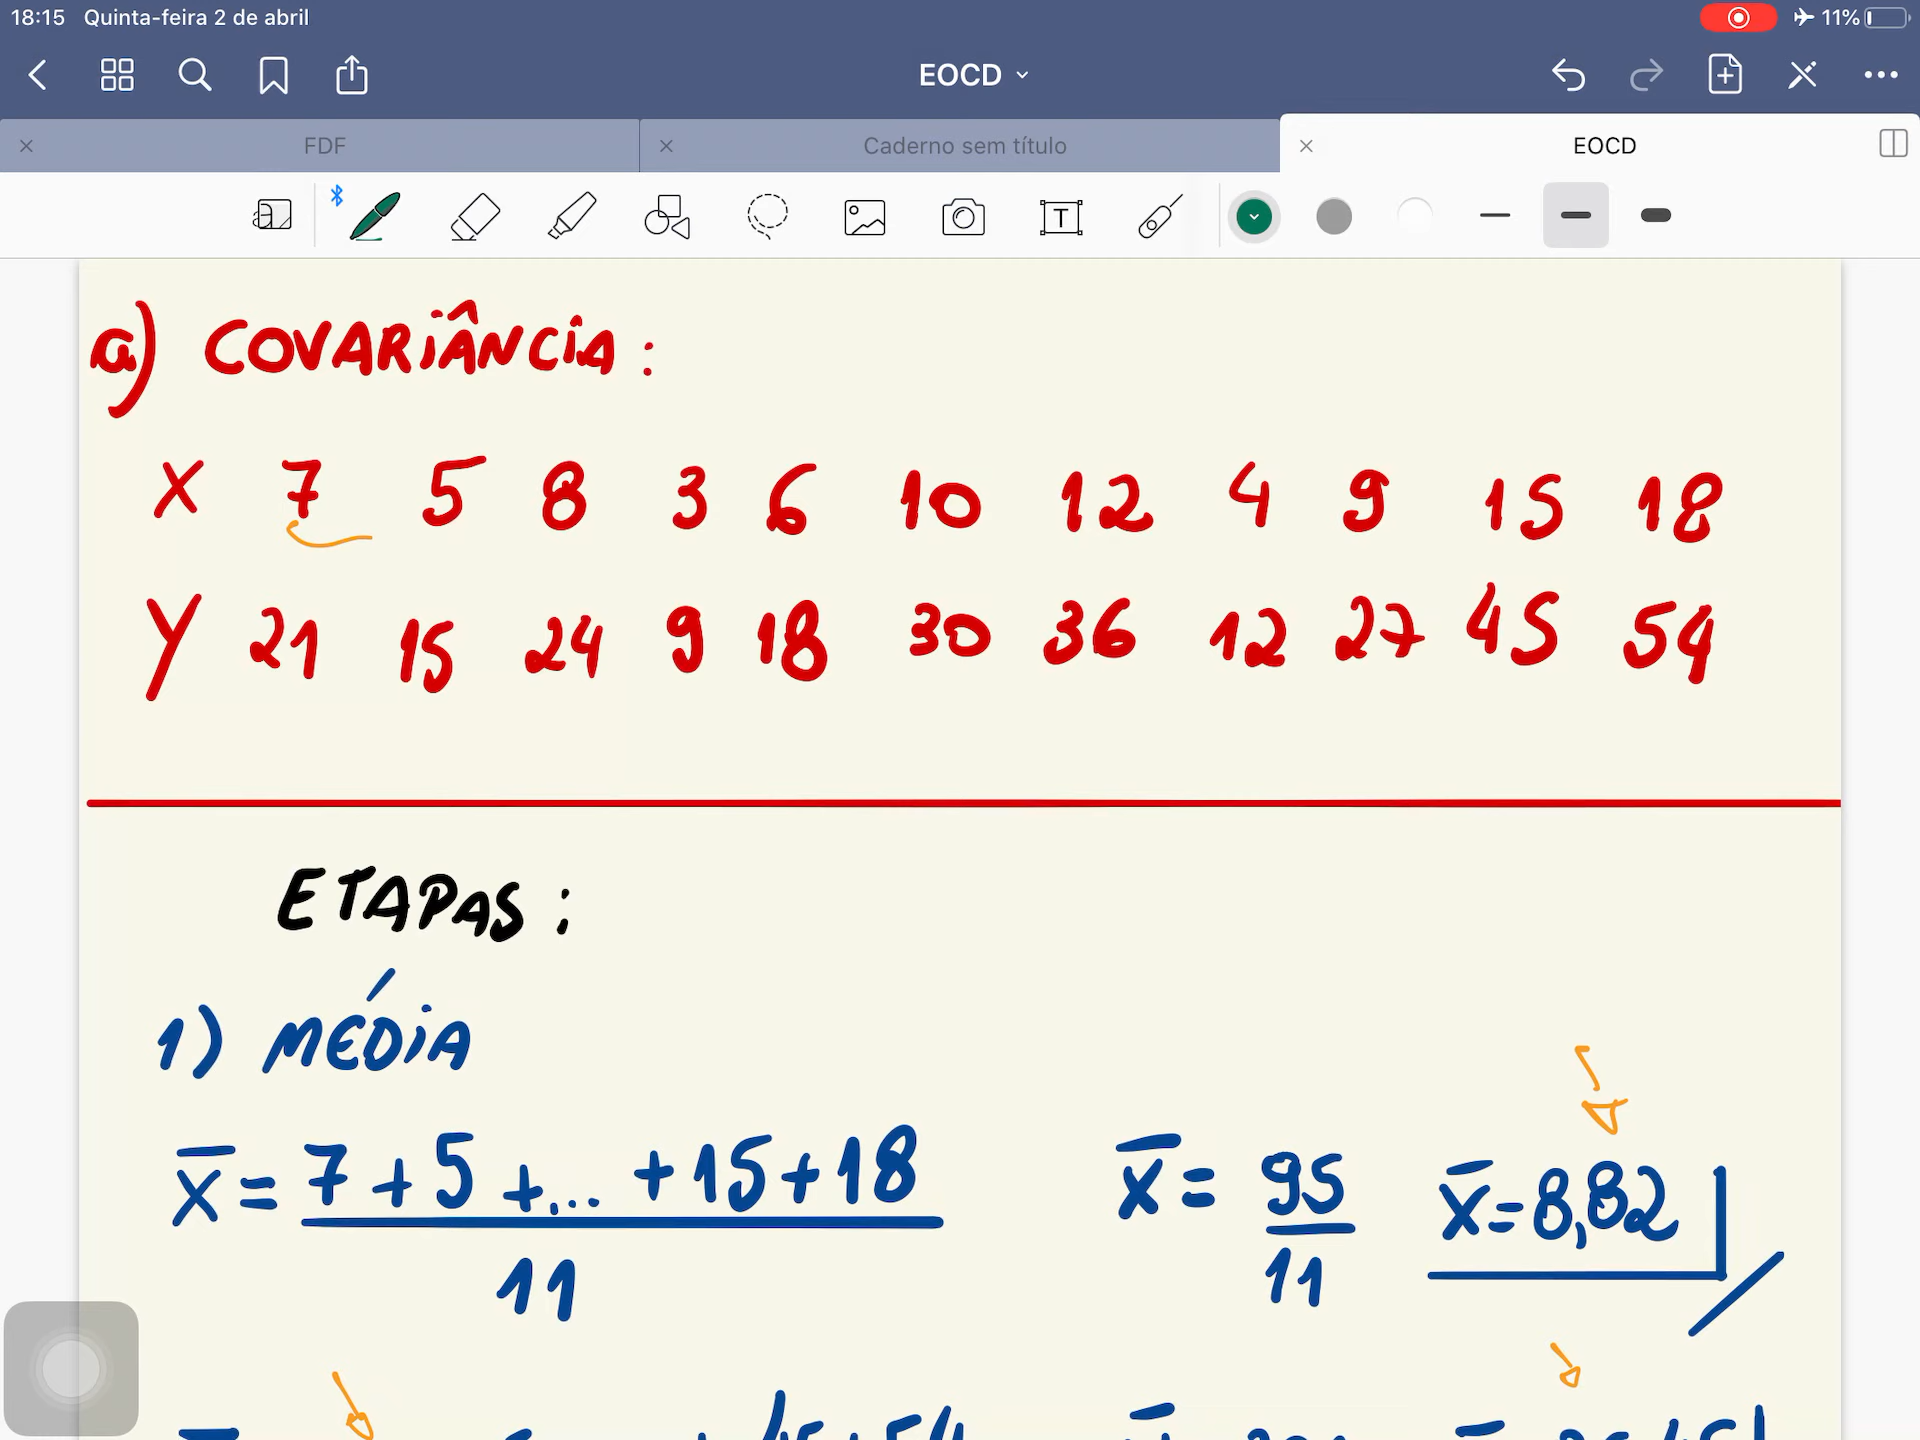 18:15 Quinta-feira 2 de abril 11%
EOCD
FDF Caderno sem título EOCD
a) COVARIÂNCIA:
X 7 5 8 3 6 10 12 4 9 15 18
Y 21 15 24 9 18 30 36 12 27 45 54
ETAPAS:
1) MÉDIA
x̄ = 7+5+...+15+18 x̄ = 95 x̄=8,82
11 11